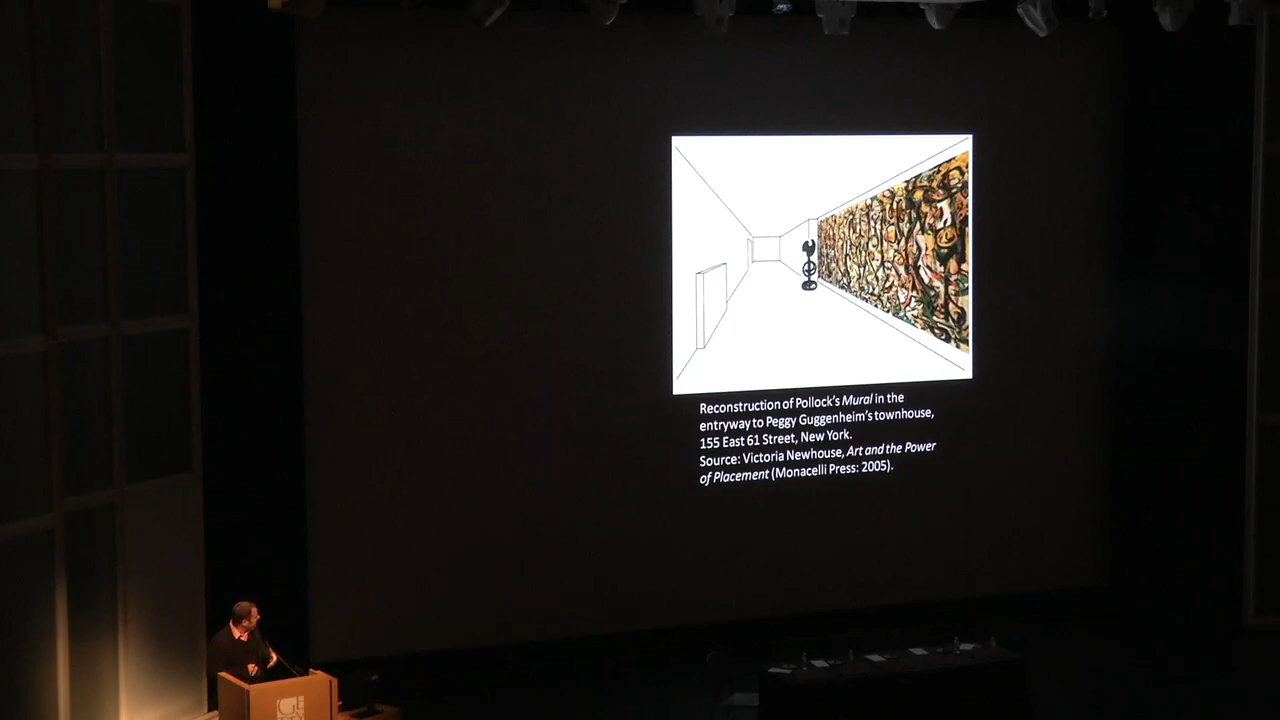 Reconstruction of Pollock's Mural in the
entryway to Peggy Guggenheim's townhouse,
155 East 61 Street, New York.
Source: Victoria Newhouse, Art and the Power
of Placement (Monacelli Press: 2005).